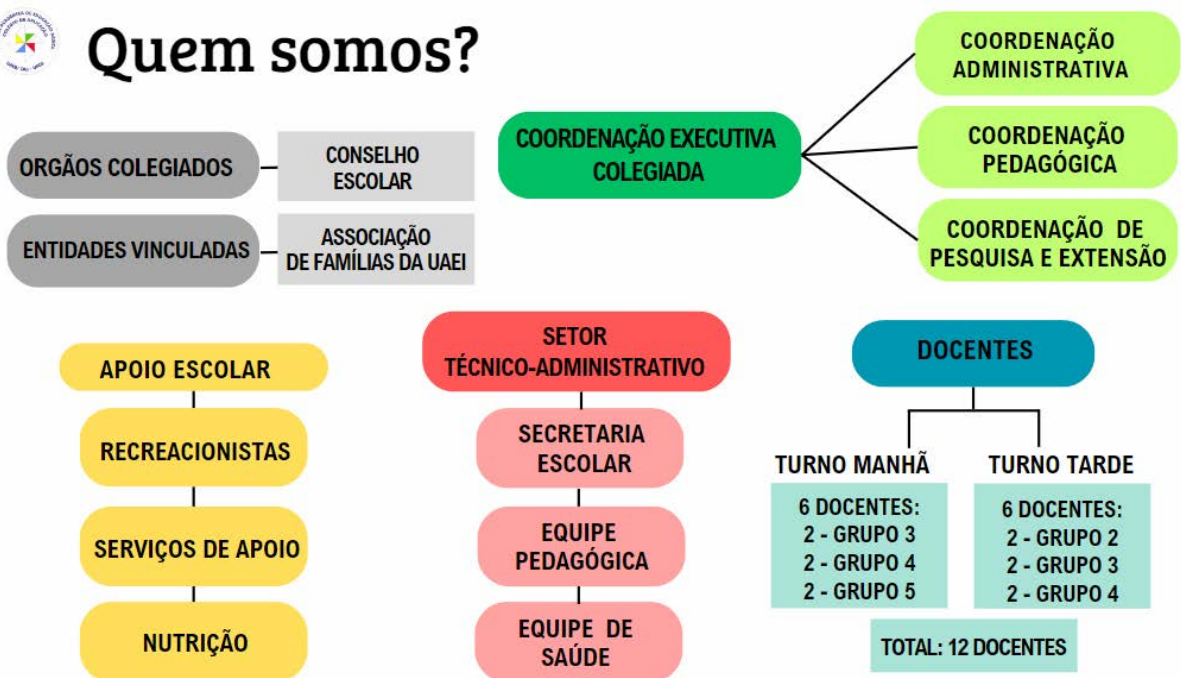 Quem somos?
ORGÃOS COLEGIADOS
CONSELHO
ESCOLAR
ENTIDADES VINCULADAS
ASSOCIAÇÃO
DE FAMÍLIAS DA UAEI
COORDENAÇÃO EXECUTIVA
COLEGIADA
COORDENAÇÃO
ADMINISTRATIVA
COORDENAÇÃO
PEDAGÓGICA
COORDENAÇÃO DE
PESQUISA E EXTENSÃO
APOIO ESCOLAR
RECREACIONISTAS
SERVIÇOS DE APOIO
NUTRIÇÃO
SETOR
TÉCNICO-ADMINISTRATIVO
SECRETARIA
ESCOLAR
EQUIPE
PEDAGÓGICA
EQUIPE DE
SAÚDE
DOCENTES
TURNO MANHÃ
6 DOCENTES:
2 - GRUPO 3
2 - GRUPO 4
2 - GRUPO 5
TURNO TARDE
6 DOCENTES:
2 - GRUPO 2
2 - GRUPO 3
2 - GRUPO 4
TOTAL: 12 DOCENTES